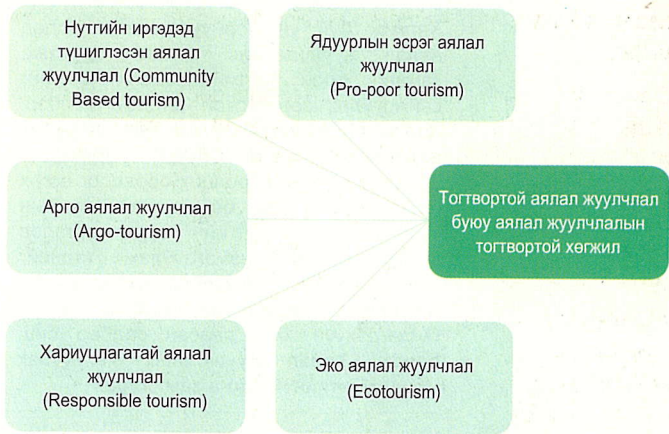 Нутгийн иргэдэд
түшиглэсэн аялал
жуулчлал (Community
Based tourism)
Ядуурлын эсрэг аялал
жуулчлал
(Pro-poor tourism)
Арго аялал жуулчлал
(Argo-tourism)
Тогтвортой аялал жуулчлал
буюу аялал жуулчлалын
тогтвортой хөгжил
Хариуцлагатай аялал
жуулчлал
(Responsible tourism)
Эко аялал жуулчлал
(Ecotourism)